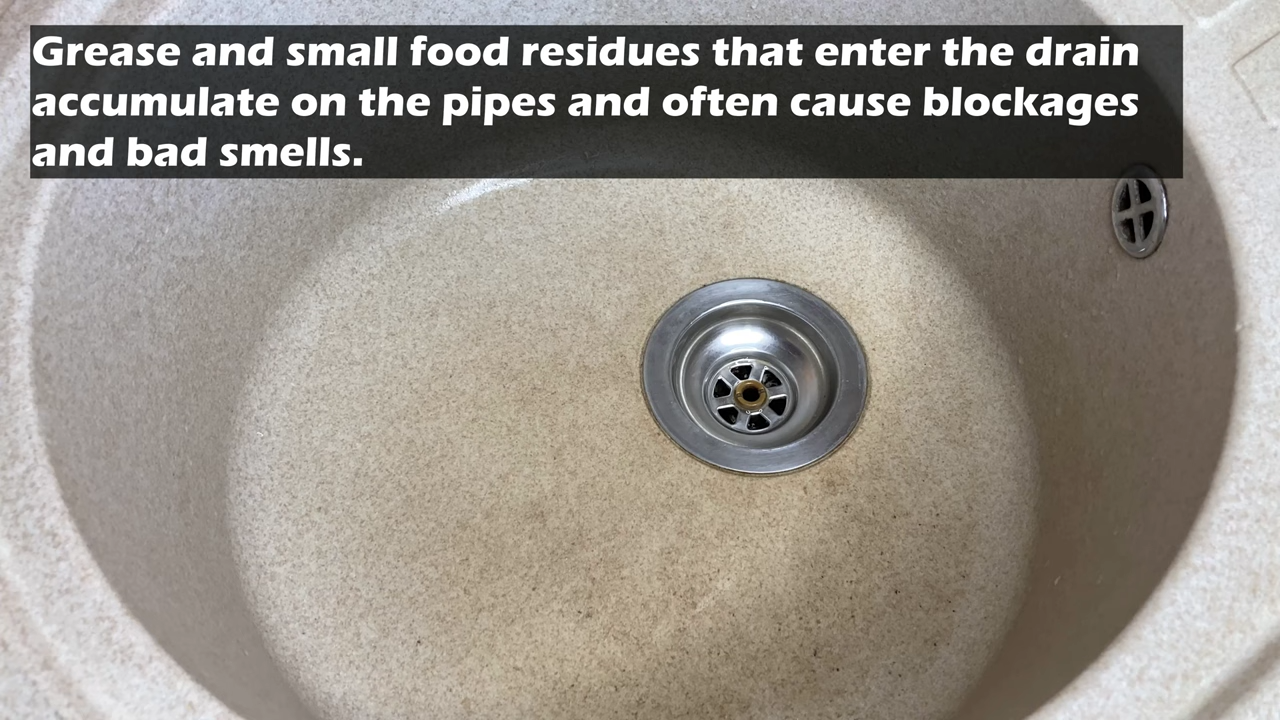 Grease and small food residues that enter the drain
accumulate on the pipes and often cause blockages
and bad smells.